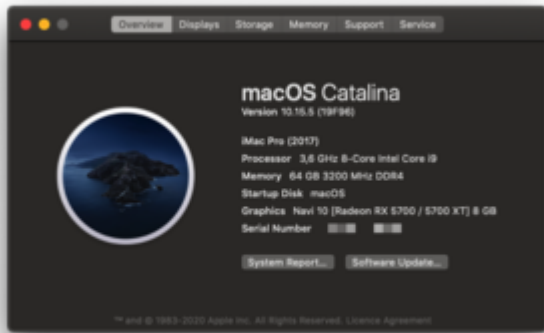 Overview Displays Storage Memory Support Service
macOS Catalina
Version 10.15.5 (19F96)
iMac Pro (2017)
Processor 3,6 GHz 8-Core Intel Core i9
Memory 64 GB 3200 MHz DDR4
Startup Disk macOS
Graphics Navi 10 [Radeon RX 5700 / 5700 XT] 8 GB
Serial Number
System Report... Software Update...
™ and © 1983-2020 Apple Inc. All Rights Reserved. Licence Agreement